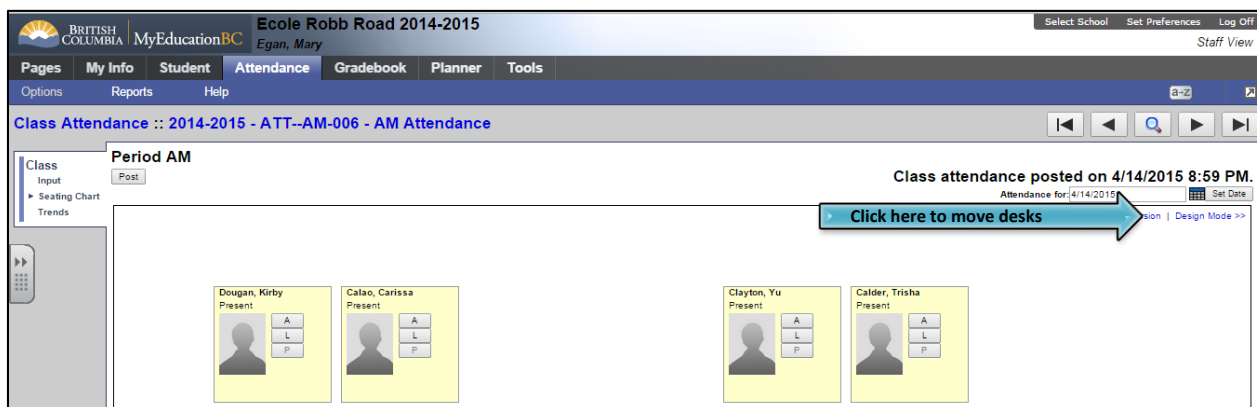 Ecole Robb Road 2014-2015
Select School Set Preferences Log Off
BRITISH COLUMBIA MyEducationBC
Egan, Mary
Staff View
Pages My Info Student Attendance Gradebook Planner Tools
Options Reports Help
a-z
Class Attendance :: 2014-2015 - ATT--AM-006 - AM Attendance
Class
Input
Seating Chart
Trends
Period AM
Post
Class attendance posted on 4/14/2015 8:59 PM.
Attendance for: 4/14/2015 Set Date
Click here to move desks
| Design Mode >>
Dougan, Kirby
Present
A
L
P
Calao, Carissa
Present
A
L
P
Clayton, Yu
Present
A
L
P
Calder, Trisha
Present
A
L
P